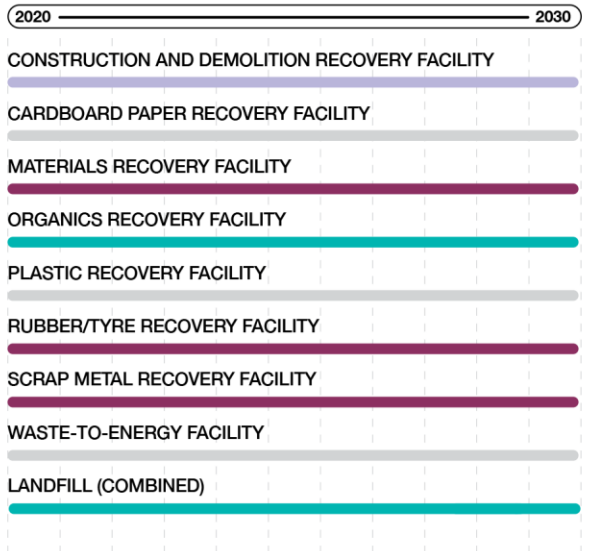 2020 2030
CONSTRUCTION AND DEMOLITION RECOVERY FACILITY
CARDBOARD PAPER RECOVERY FACILITY
MATERIALS RECOVERY FACILITY
ORGANICS RECOVERY FACILITY
PLASTIC RECOVERY FACILITY
RUBBER/TYRE RECOVERY FACILITY
SCRAP METAL RECOVERY FACILITY
WASTE-TO-ENERGY FACILITY
LANDFILL (COMBINED)